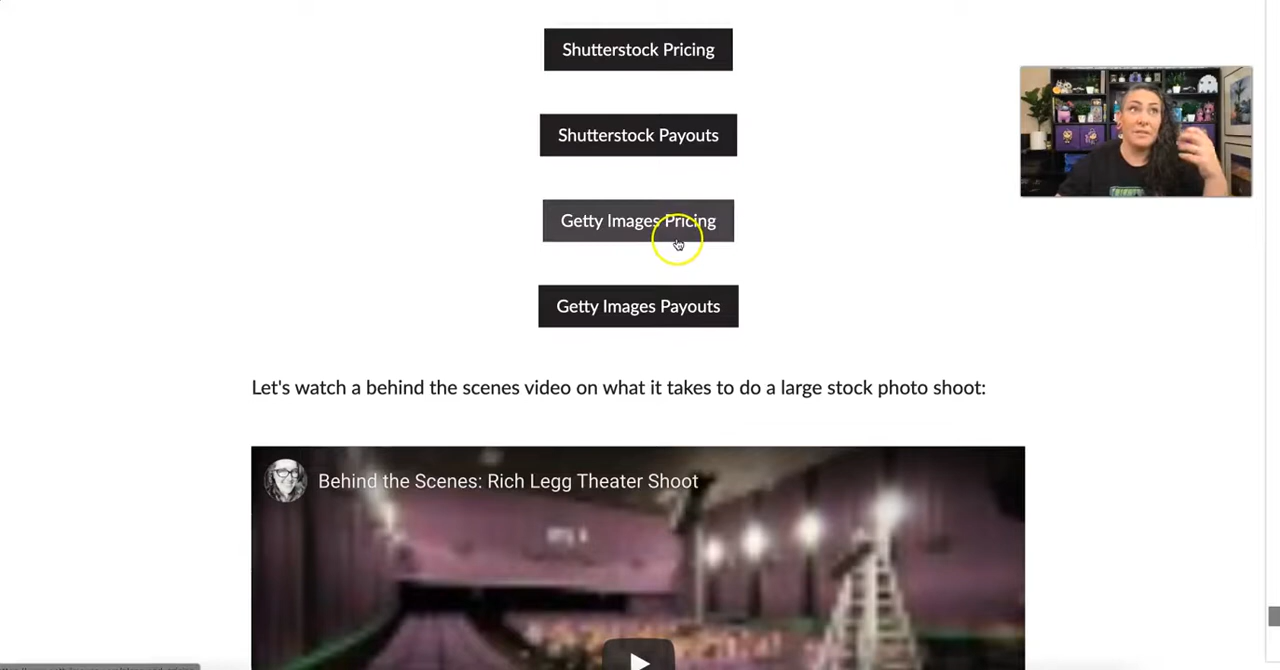 Shutterstock Pricing
Shutterstock Payouts
Getty Images Pricing
Getty Images Payouts
Let's watch a behind the scenes video on what it takes to do a large stock photo shoot:
Behind the Scenes: Rich Legg Theater Shoot